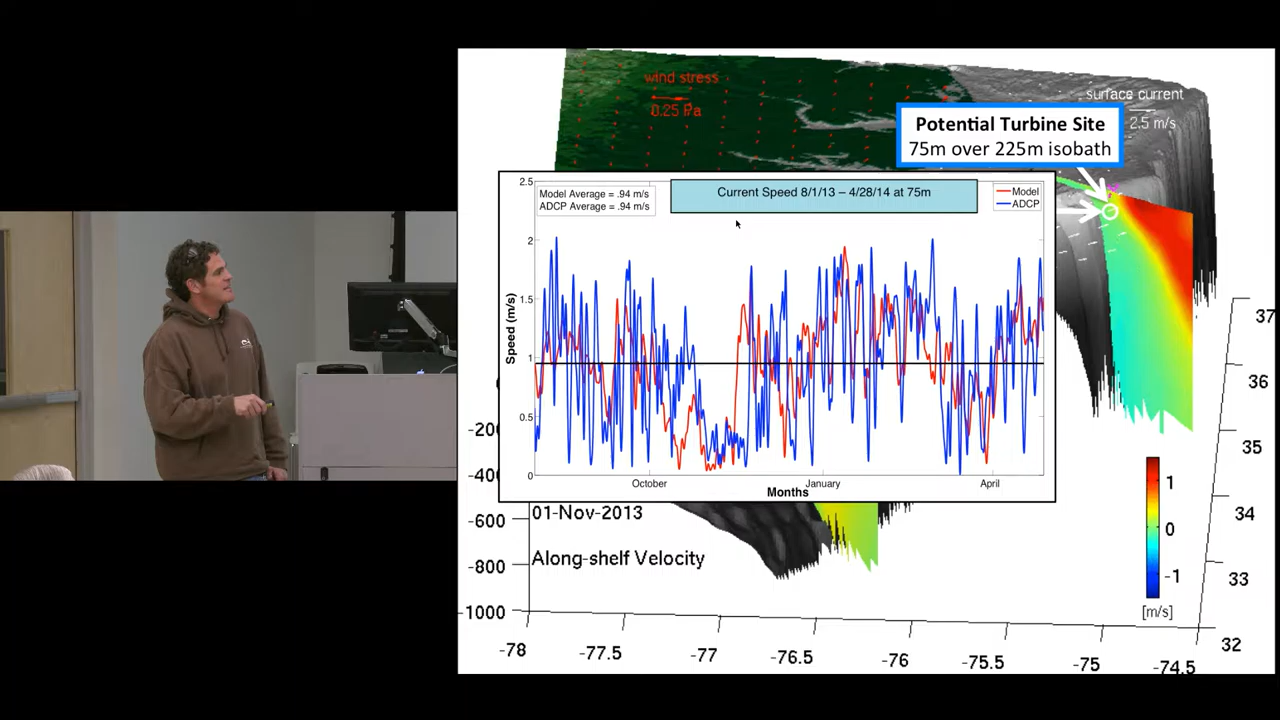 wind stress
0.25 Pa
surface current
2.5 m/s
Potential Turbine Site
75m over 225m isobath
Current Speed 8/1/13 – 4/28/14 at 75m
Model Average = .94 m/s
ADCP Average = .94 m/s
Model
ADCP
2.5
2
1.5
1
0.5
0
Speed (m/s)
October
January
April
Months
-200
-400
-600
-800
-1000
01-Nov-2013
Along-shelf Velocity
-78
-77.5
-77
-76.5
-76
-75.5
-75
-74.5
37
36
35
34
33
32
1
0
-1
[m/s]